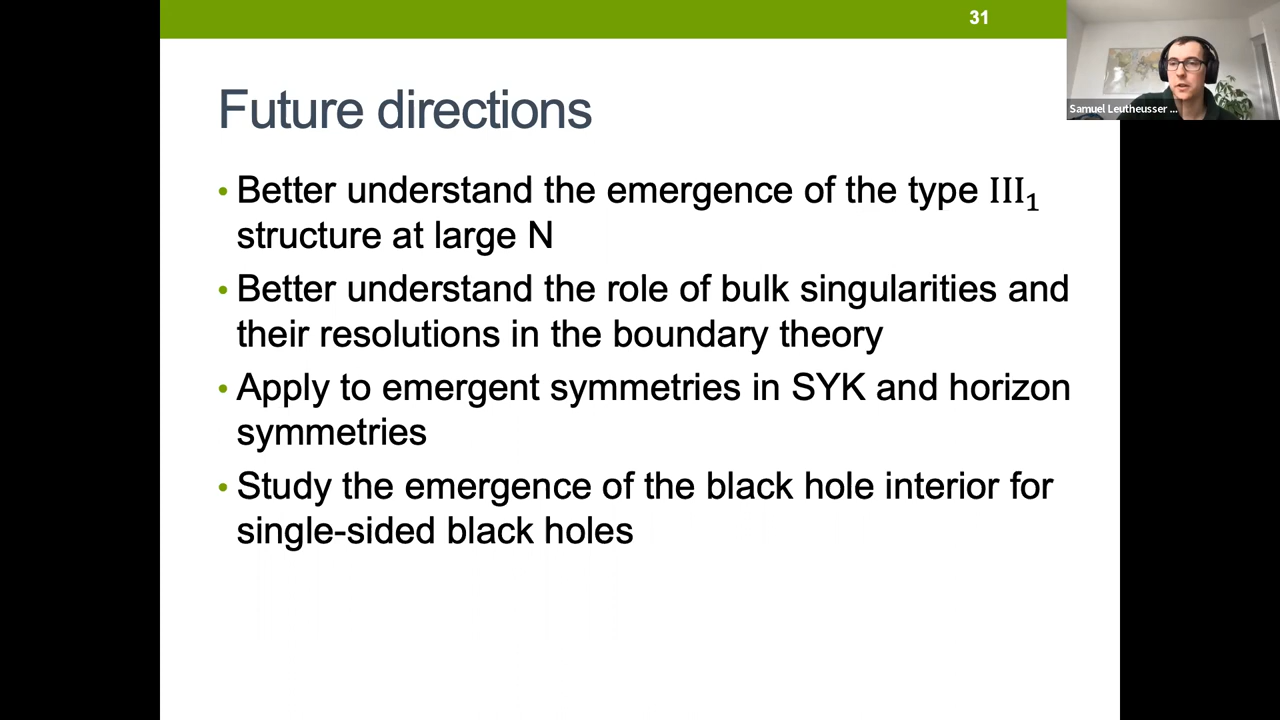 31
Samuel Leutheusser ...
Future directions
• Better understand the emergence of the type III₁
structure at large N
• Better understand the role of bulk singularities and
their resolutions in the boundary theory
• Apply to emergent symmetries in SYK and horizon
symmetries
• Study the emergence of the black hole interior for
single-sided black holes